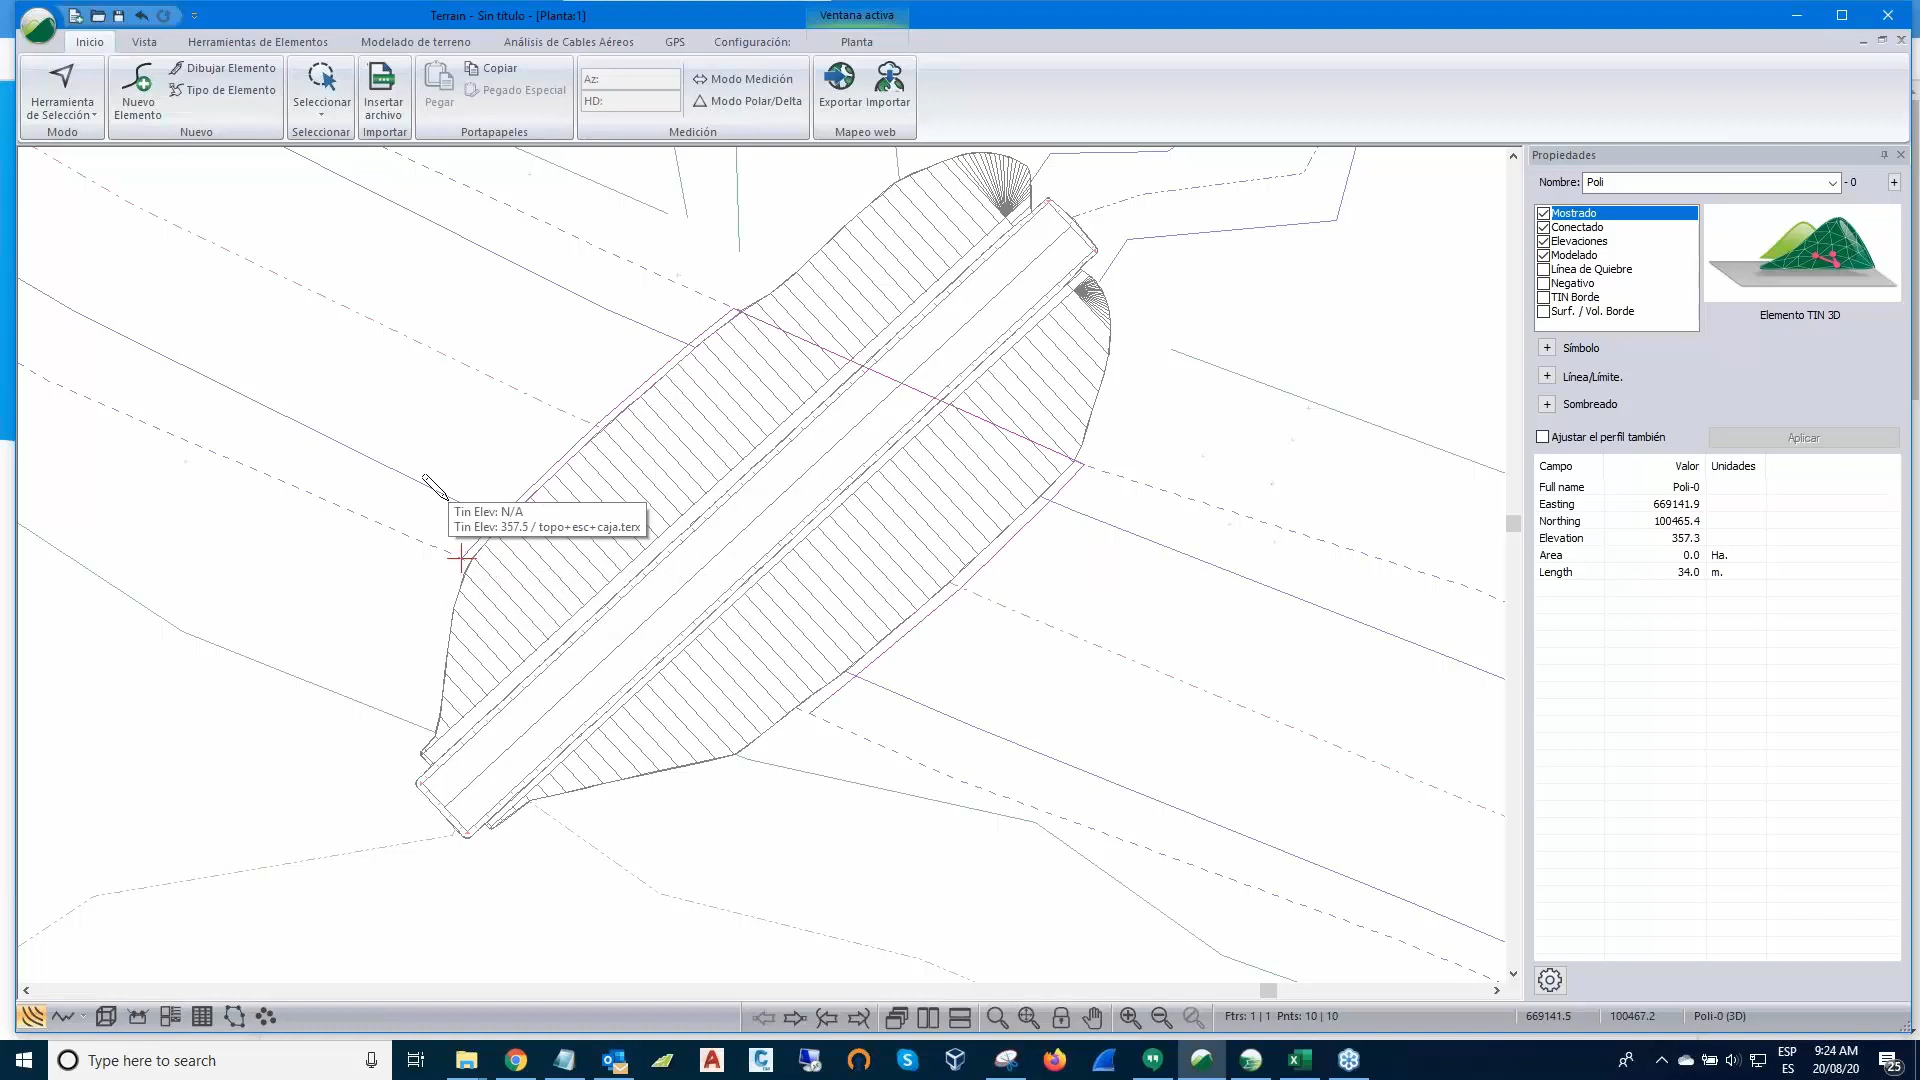 Terrain - Sin título - [Planta:1]
Ventana activa
Inicio
Vista
Herramientas de Elementos
Modelado de terreno
Análisis de Cables Aéreos
GPS
Configuración:
Planta
Herramienta de Selección
Modo
Nuevo Elemento
Dibujar Elemento
Tipo de Elemento
Nuevo
Seleccionar
Seleccionar
Insertar archivo
Importar
Pegar
Copiar
Pegado Especial
Portapapeles
Az:
HD:
Modo Medición
Modo Polar/Delta
Medición
Exportar
Importar
Mapeo web
Tin Elev: N/A
Tin Elev: 357.5 / topo+esc+caja.terx
Propiedades
Nombre: Poli - 0
Mostrado
Conectado
Elevaciones
Modelado
Línea de Quiebre
Negativo
TIN Borde
Surf. / Vol. Borde
Elemento TIN 3D
Símbolo
Línea/Límite.
Sombreado
Ajustar el perfil también
Aplicar
Campo Valor Unidades
Full name Poli-0
Easting 669141.9
Northing 100465.4
Elevation 357.3
Area 0.0 Ha.
Length 34.0 m.
Ftrs: 1 | 1 Pnts: 10 | 10
669141.5
100467.2
Poli-0 (3D)
Type here to search
ESP
ES
9:24 AM
20/08/20
25